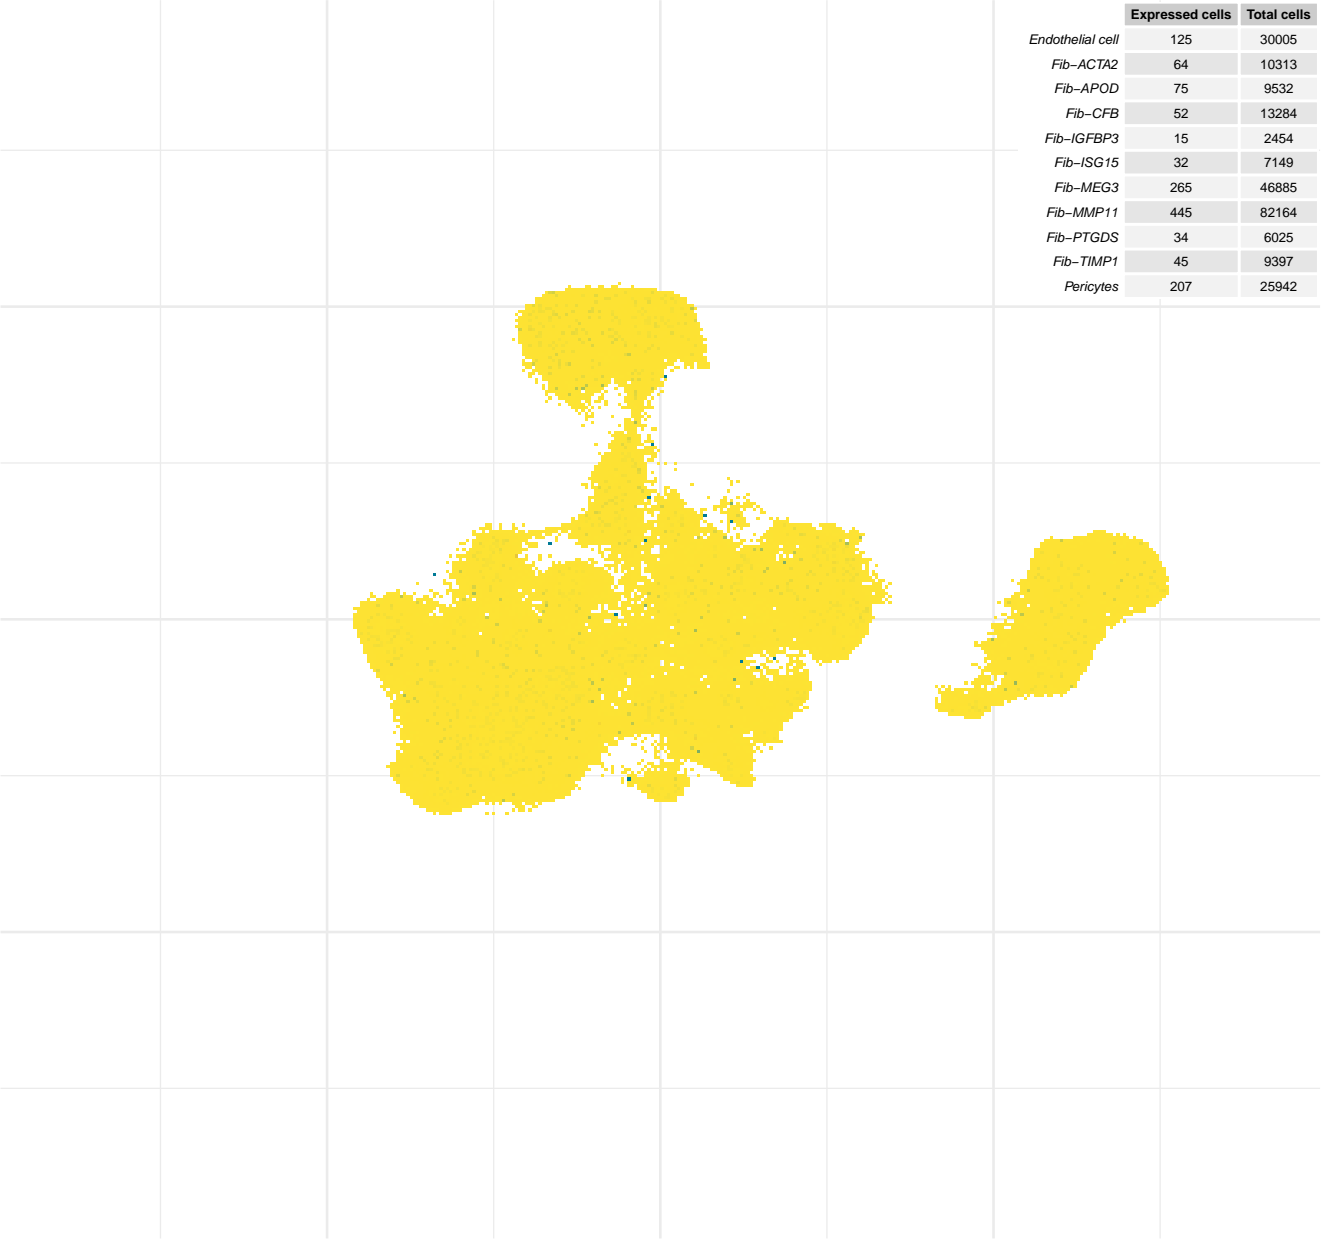 Expressed cells Total cells
Endothelial cell 125 30005
Fib−ACTA2 64 10313
Fib−APOD 75 9532
Fib−CFB 52 13284
Fib−IGFBP3 15 2454
Fib−ISG15 32 7149
Fib−MEG3 265 46885
Fib−MMP11 445 82164
Fib−PTGDS 34 6025
Fib−TIMP1 45 9397
Pericytes 207 25942